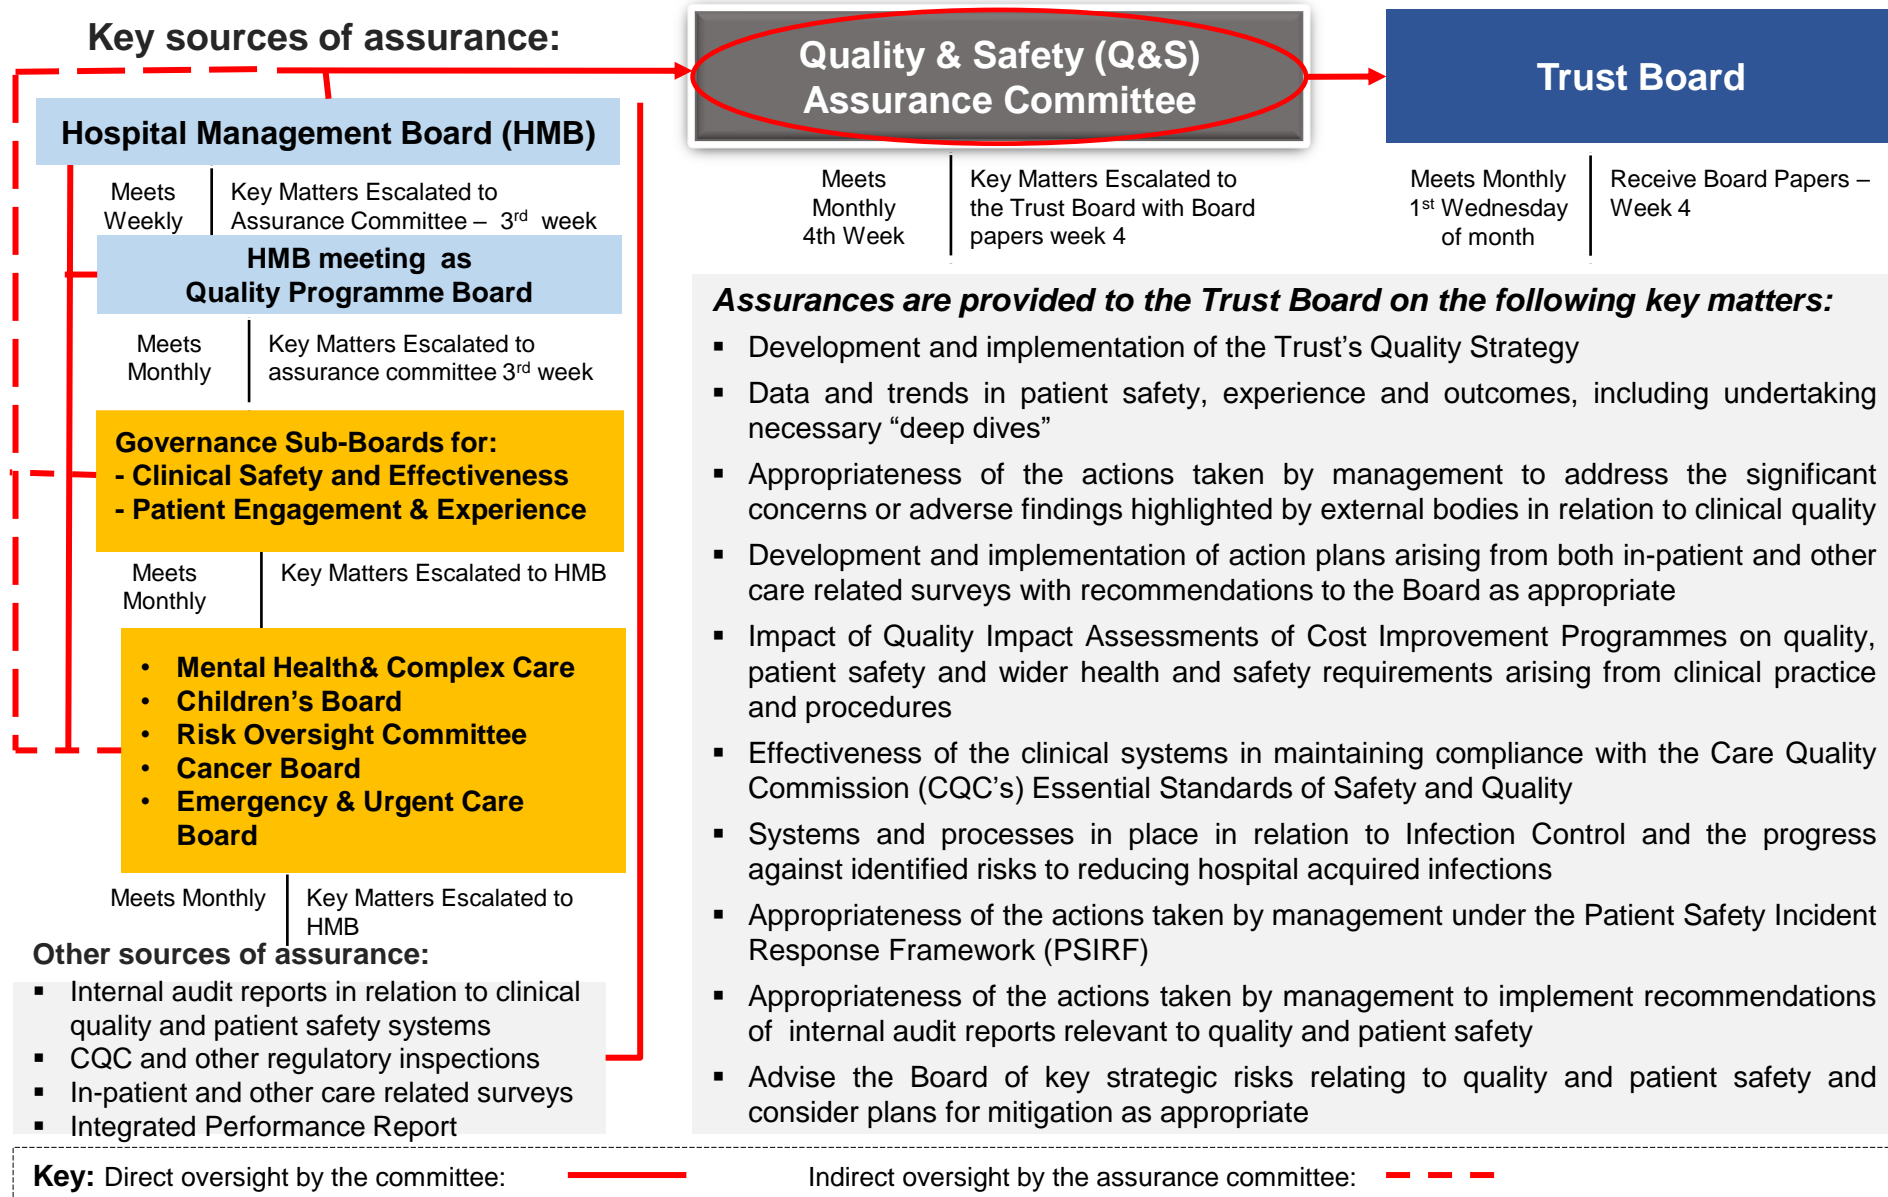 Key sources of assurance:
Hospital Management Board (HMB)
Meets
Weekly
Key Matters Escalated to
Assurance Committee – 3rd week
HMB meeting as
Quality Programme Board
Meets
Monthly
Key Matters Escalated to
assurance committee 3rd week
Governance Sub-Boards for:
- Clinical Safety and Effectiveness
- Patient Engagement & Experience
Meets
Monthly
Key Matters Escalated to HMB
• Mental Health& Complex Care
• Children’s Board
• Risk Oversight Committee
• Cancer Board
• Emergency & Urgent Care
Board
Meets Monthly
Key Matters Escalated to
HMB
Other sources of assurance:
▪ Internal audit reports in relation to clinical
quality and patient safety systems
▪ CQC and other regulatory inspections
▪ In-patient and other care related surveys
▪ Integrated Performance Report
Quality & Safety (Q&S)
Assurance Committee
Meets
Monthly
4th Week
Key Matters Escalated to
the Trust Board with Board
papers week 4
Trust Board
Meets Monthly
1st Wednesday
of month
Receive Board Papers –
Week 4
Assurances are provided to the Trust Board on the following key matters:
▪ Development and implementation of the Trust’s Quality Strategy
▪ Data and trends in patient safety, experience and outcomes, including undertaking
necessary “deep dives”
▪ Appropriateness of the actions taken by management to address the significant
concerns or adverse findings highlighted by external bodies in relation to clinical quality
▪ Development and implementation of action plans arising from both in-patient and other
care related surveys with recommendations to the Board as appropriate
▪ Impact of Quality Impact Assessments of Cost Improvement Programmes on quality,
patient safety and wider health and safety requirements arising from clinical practice
and procedures
▪ Effectiveness of the clinical systems in maintaining compliance with the Care Quality
Commission (CQC’s) Essential Standards of Safety and Quality
▪ Systems and processes in place in relation to Infection Control and the progress
against identified risks to reducing hospital acquired infections
▪ Appropriateness of the actions taken by management under the Patient Safety Incident
Response Framework (PSIRF)
▪ Appropriateness of the actions taken by management to implement recommendations
of internal audit reports relevant to quality and patient safety
▪ Advise the Board of key strategic risks relating to quality and patient safety and
consider plans for mitigation as appropriate
Key: Direct oversight by the committee:
Indirect oversight by the assurance committee: